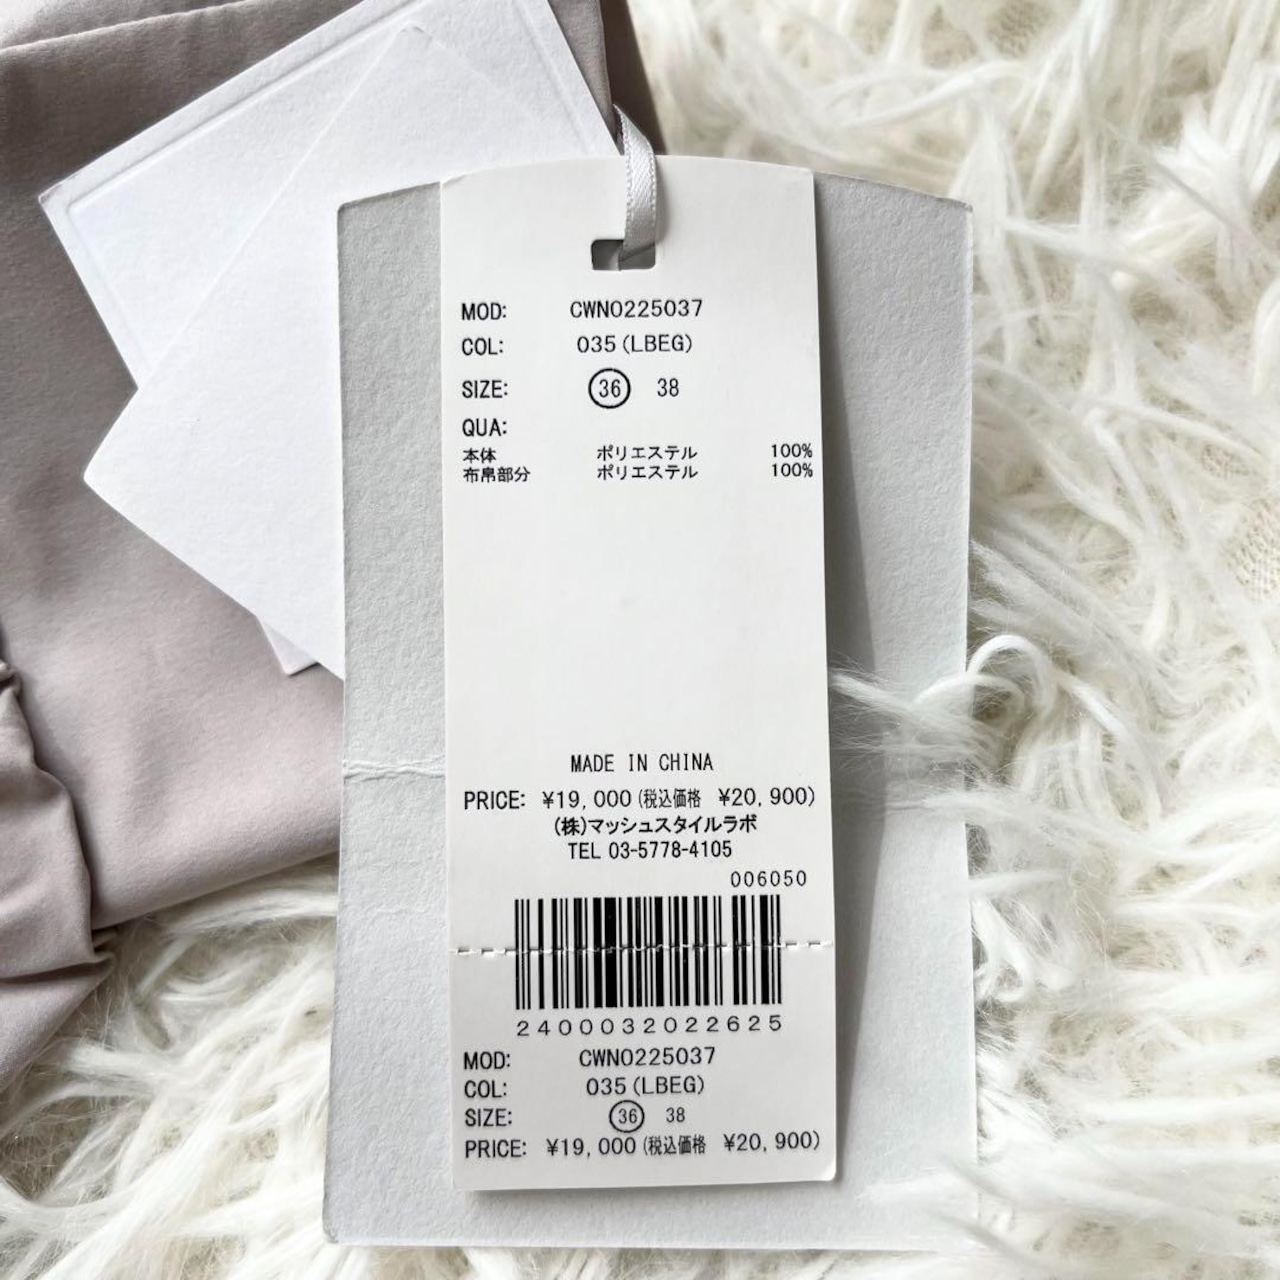 MOD: CWNO225037
COL: 035(LBEG)
SIZE: 36 38
QUA:
本体 ポリエステル 100%
布帛部分 ポリエステル 100%
MADE IN CHINA
PRICE: ¥19,000(税込価格 ¥20,900)
(株)マッシュスタイルラボ
TEL 03-5778-4105
006050
2400032022625
MOD: CWNO225037
COL: 035(LBEG)
SIZE: 36 38
PRICE: ¥19,000(税込価格 ¥20,900)